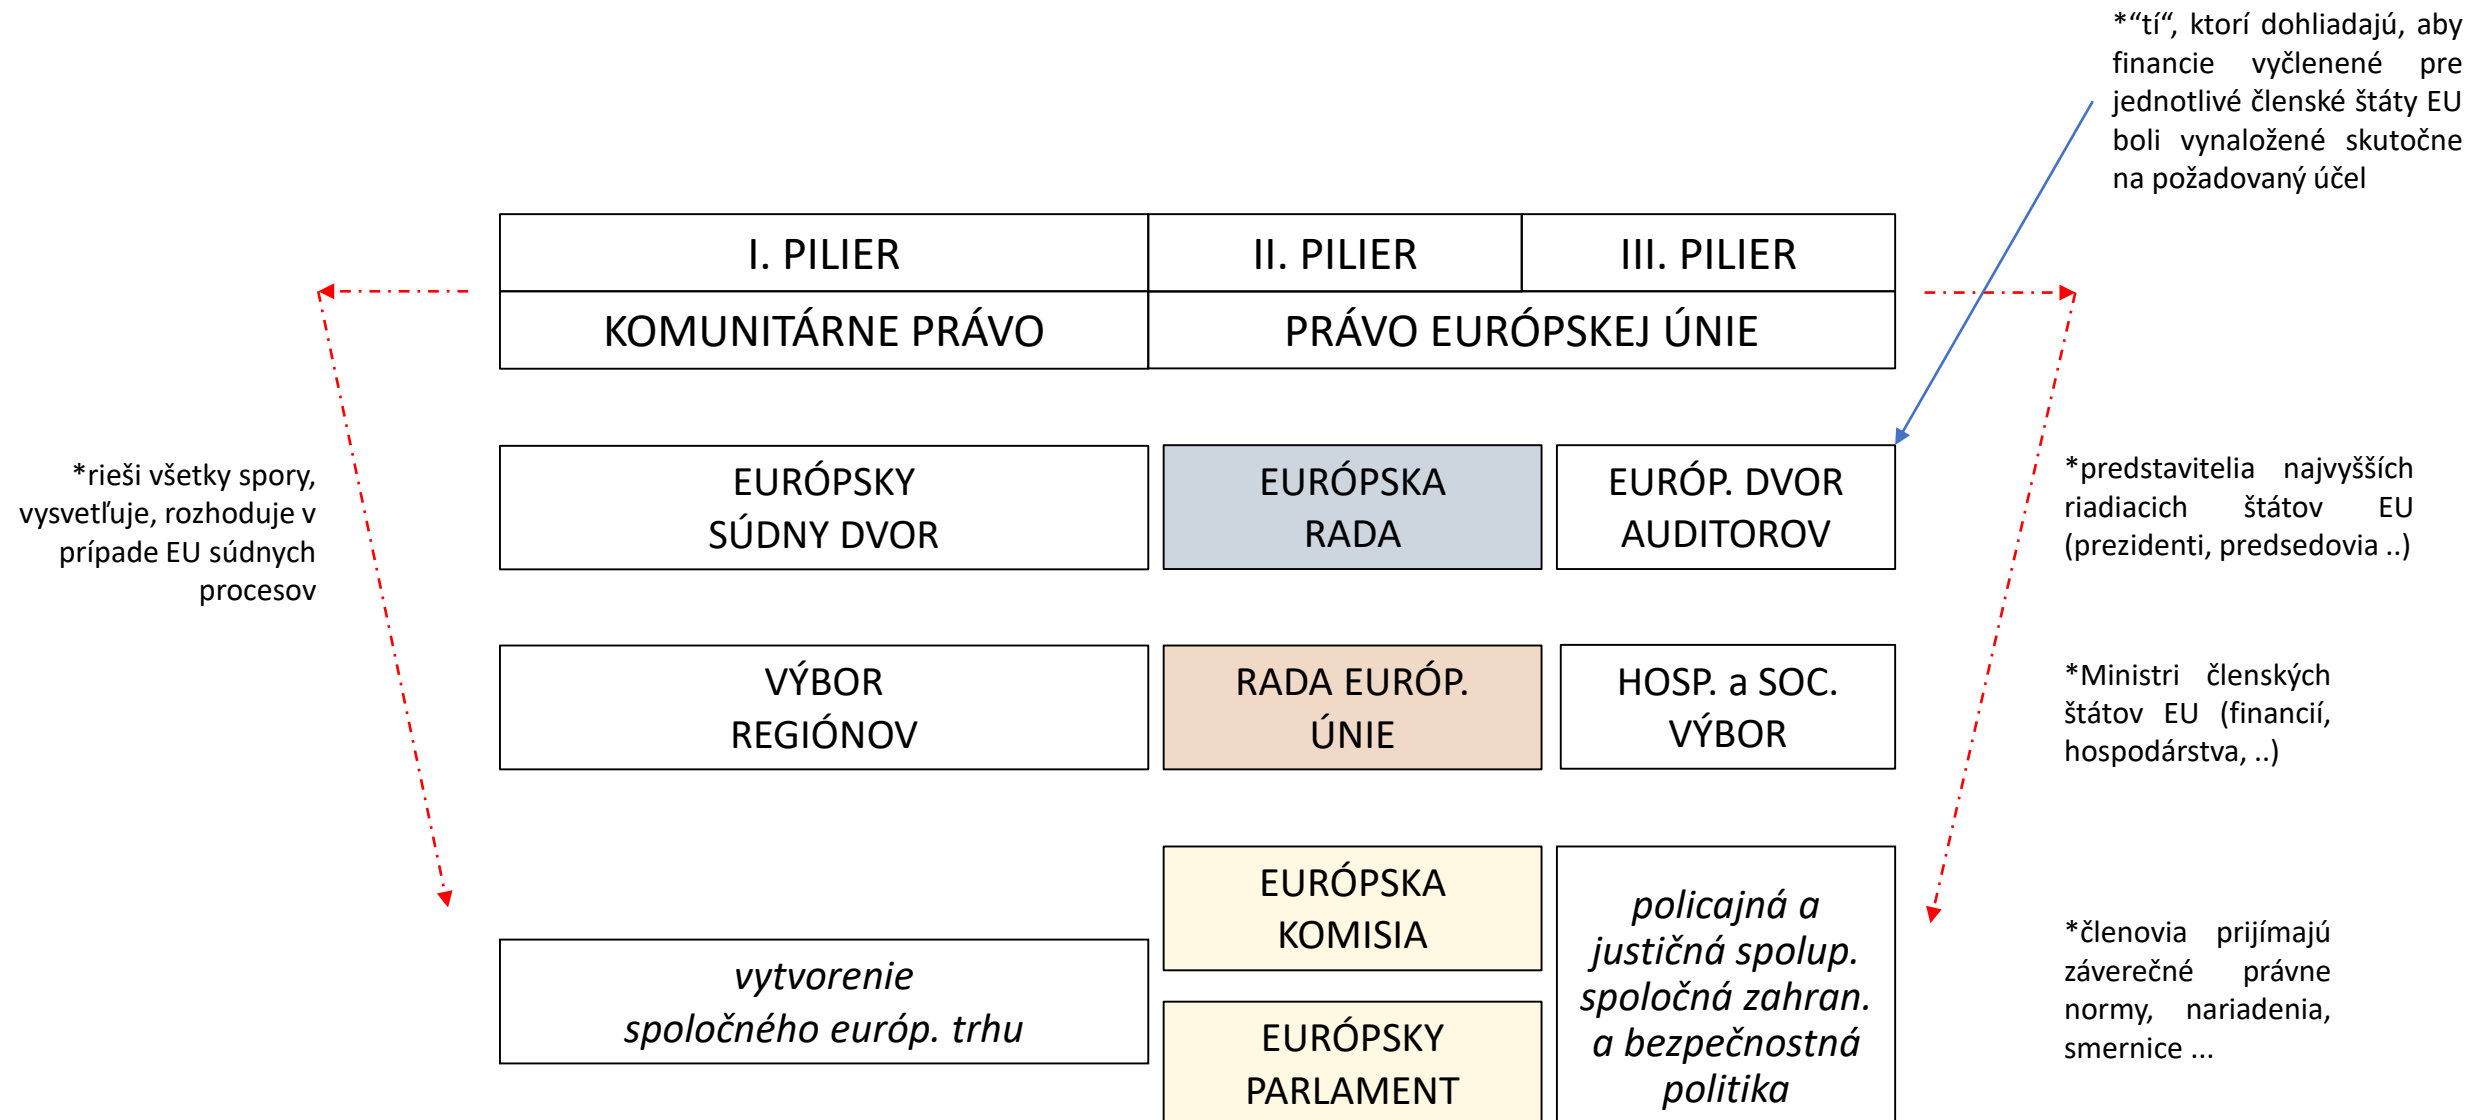 *“tí“, ktorí dohliadajú, aby
financie vyčlenené pre
jednotlivé členské štáty EU
boli vynaložené skutočne
na požadovaný účel
I. PILIER
II. PILIER
III. PILIER
KOMUNITÁRNE PRÁVO
PRÁVO EURÓPSKEJ ÚNIE
*rieši všetky spory,
vysvetľuje, rozhoduje v
prípade EU súdnych
procesov
EURÓPSKY
SÚDNY DVOR
EURÓPSKA
RADA
EURÓP. DVOR
AUDITOROV
*predstavitelia najvyšších
riadiacich štátov EU
(prezidenti, predsedovia ..)
VÝBOR
REGIÓNOV
RADA EURÓP.
ÚNIE
HOSP. a SOC.
VÝBOR
*Ministri členských
štátov EU (financií,
hospodárstva, ..)
vytvorenie
spoločného európ. trhu
EURÓPSKA
KOMISIA
EURÓPSKY
PARLAMENT
policajná a
justičná spolup.
spoločná zahran.
a bezpečnostná
politika
*členovia prijímajú
záverečné právne
normy, nariadenia,
smernice ...